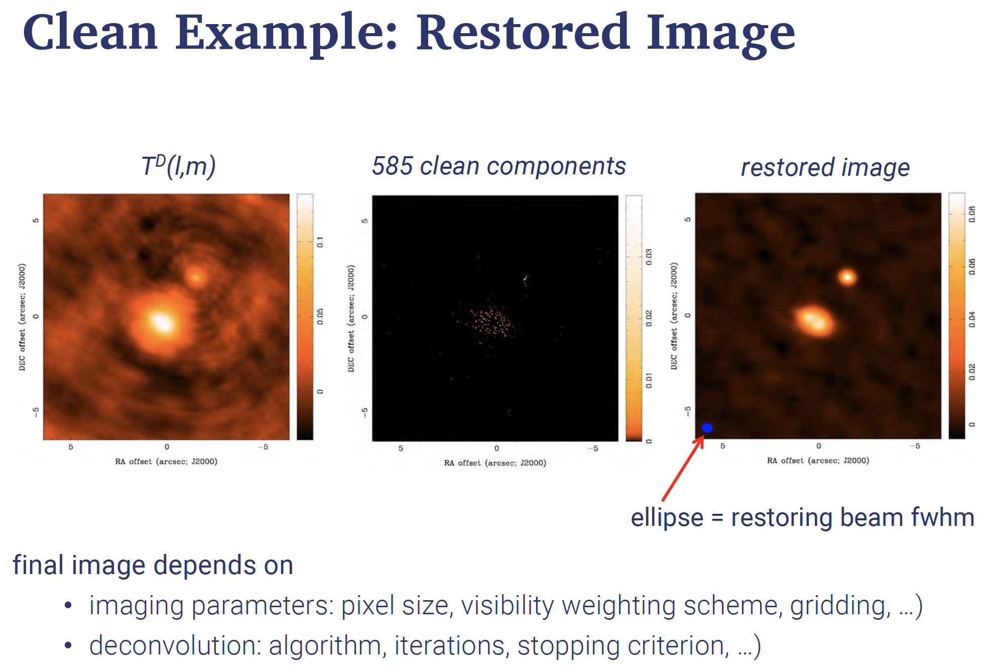 Clean Example: Restored Image
T^D(l,m)
585 clean components
restored image
DEC offset (arcsec; J2000)
5
0
−5
5
0
−5
RA offset (arcsec; J2000)
0.1
0.05
0
DEC offset (arcsec; J2000)
5
0
−5
5
0
−5
RA offset (arcsec; J2000)
0.03
0.02
0.01
0
DEC offset (arcsec; J2000)
5
0
−5
5
0
−5
RA offset (arcsec; J2000)
0.08
0.06
0.04
0.02
0
ellipse = restoring beam fwhm
final image depends on
• imaging parameters: pixel size, visibility weighting scheme, gridding, ...)
• deconvolution: algorithm, iterations, stopping criterion, ...)